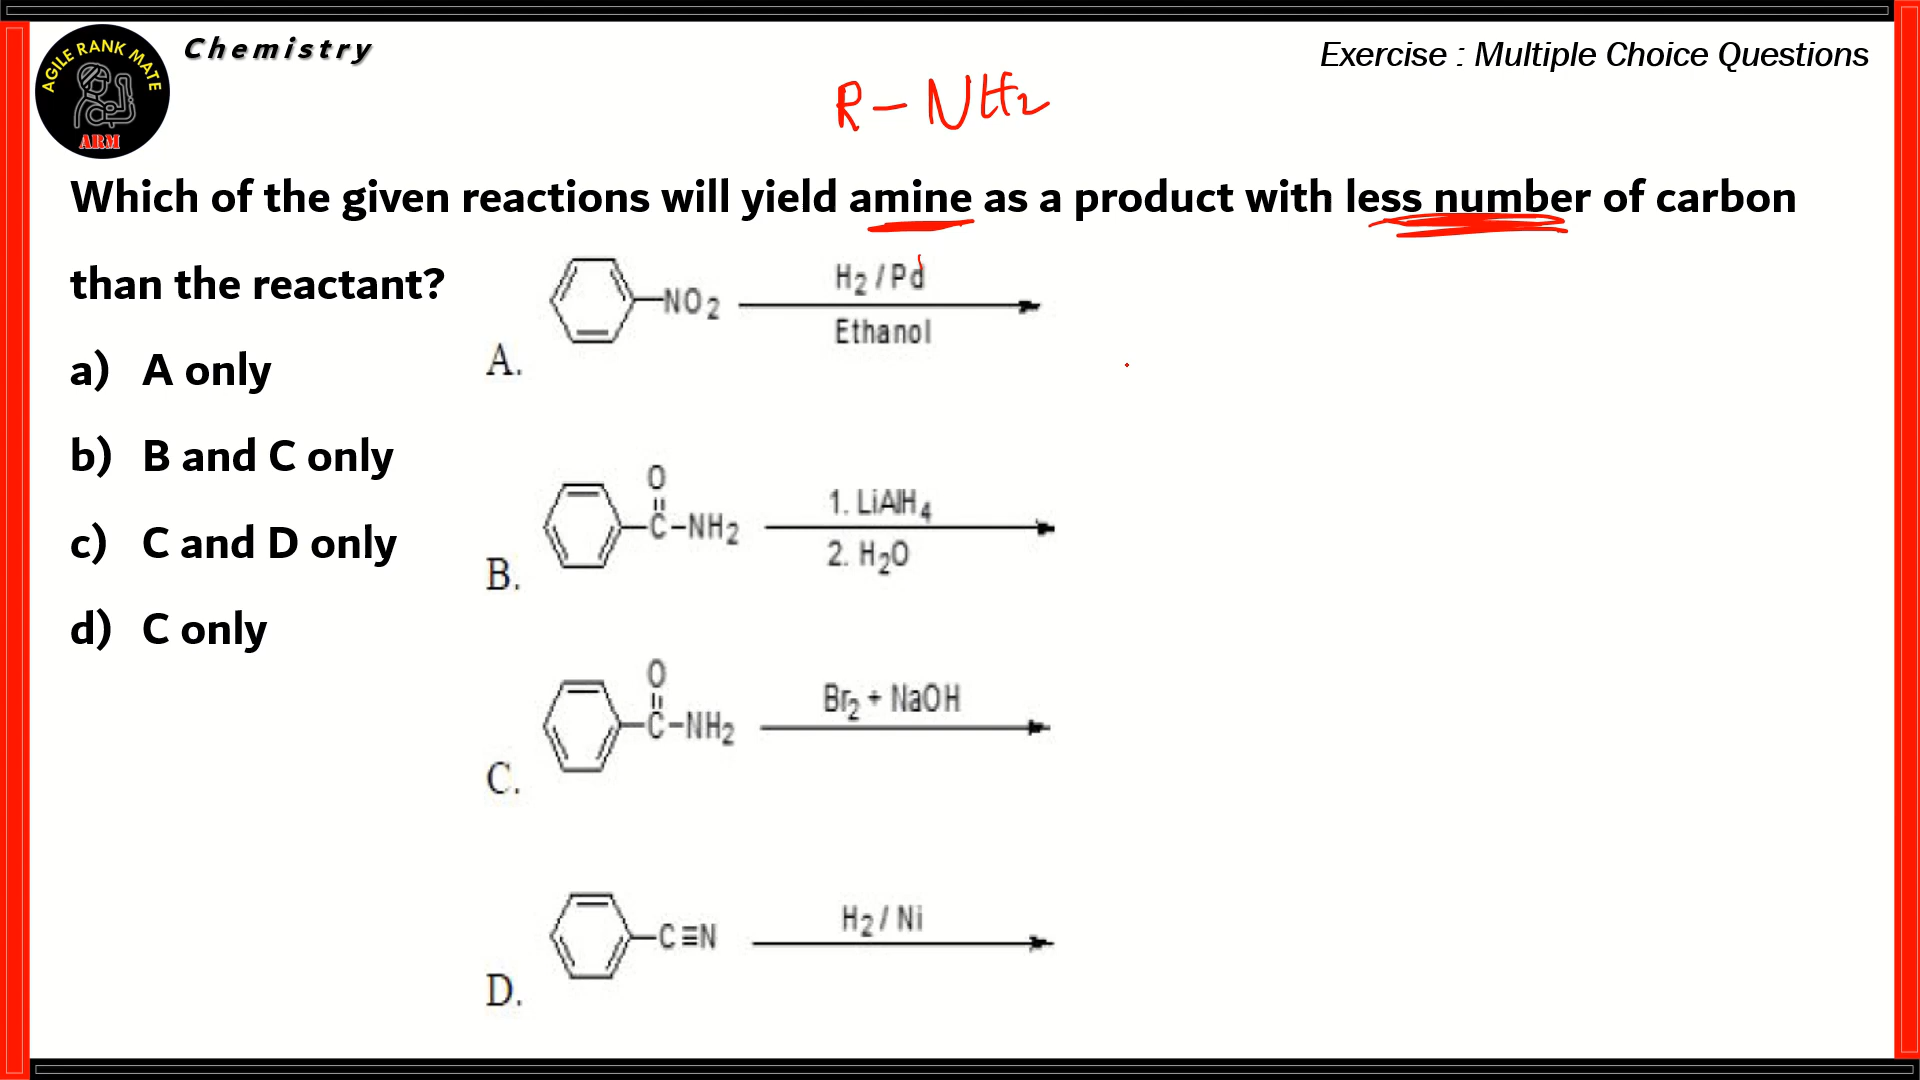 AGILE RANK MATE
ARM
Chemistry
Exercise : Multiple Choice Questions
R - NH2
Which of the given reactions will yield amine as a product with less number of carbon
than the reactant?
a) A only
b) B and C only
c) C and D only
d) C only
A.
NO2
H2 / Pd
Ethanol
B.
O
C-NH2
1. LiAlH4
2. H2O
C.
O
C-NH2
Br2 + NaOH
D.
C≡N
H2 / Ni